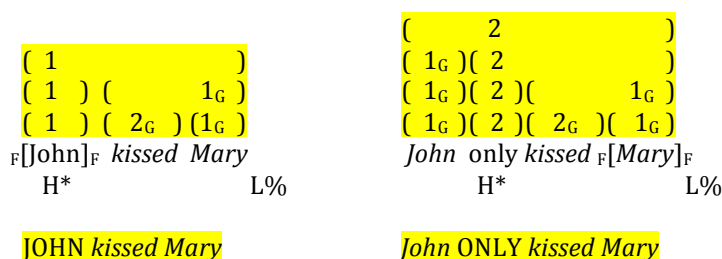 ( 2 )
( 1 ) ( 1G )( 2 )
( 1 ) ( 1G ) ( 1G )( 2 )( 1G )
( 1 ) ( 2G ) (1G ) ( 1G )( 2 )( 2G )( 1G )
F[John]F kissed Mary John only kissed F[Mary]F
H* L% H* L%
JOHN kissed Mary John ONLY kissed Mary